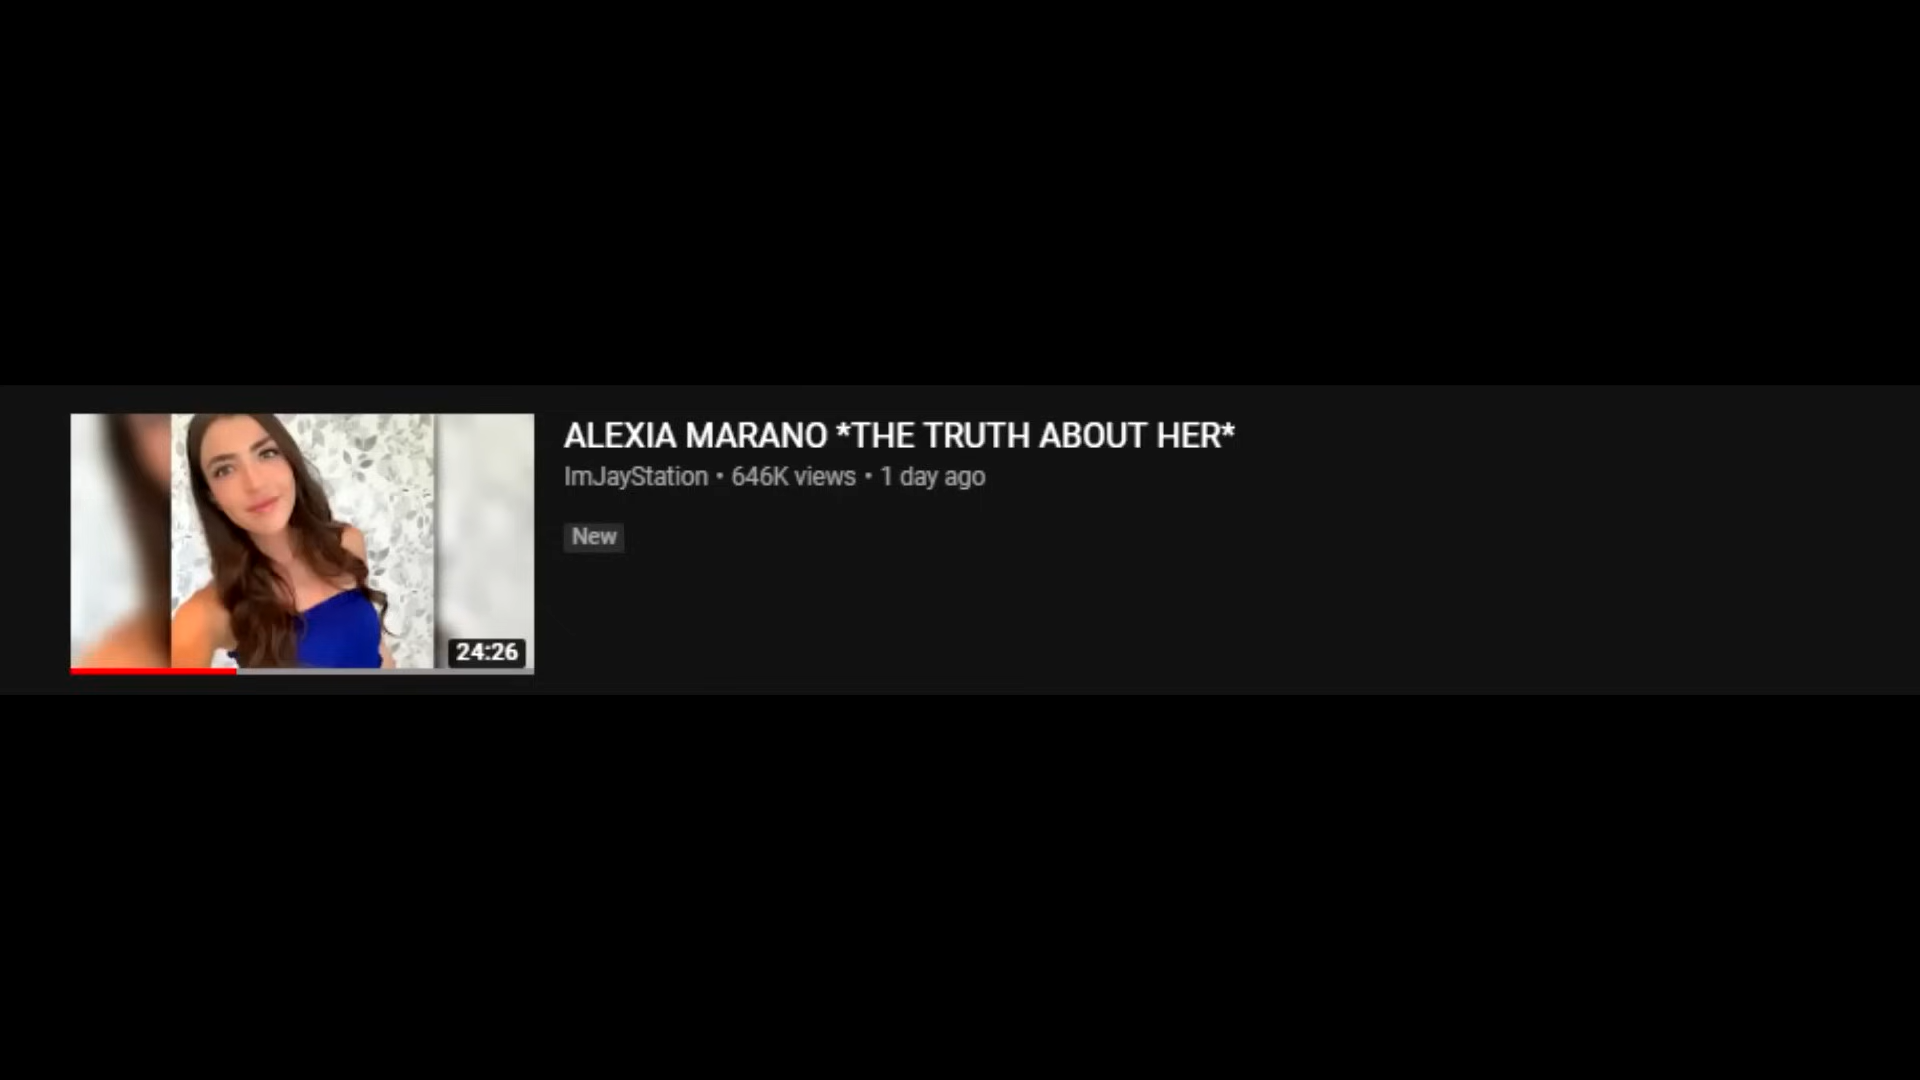 ALEXIA MARANO *THE TRUTH ABOUT HER*
ImJayStation • 646K views • 1 day ago
New
24:26